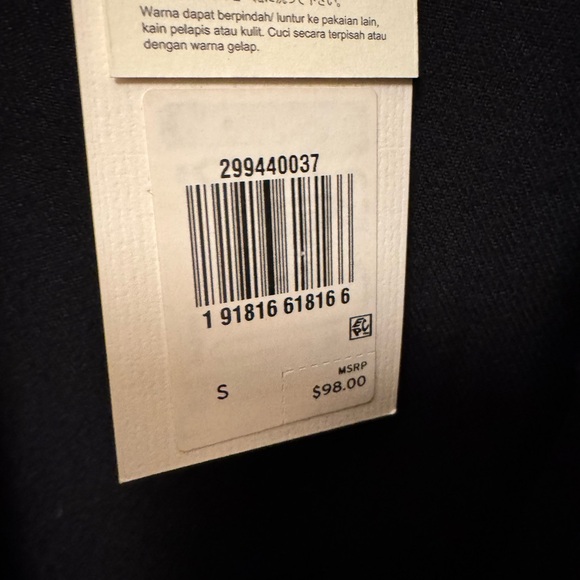 Warna dapat berpindah/ luntur ke pakaian lain,
kain pelapis atau kulit. Cuci secara terpisah atau
dengan warna gelap.
299440037
1 91816 61816 6
S
MSRP
$98.00